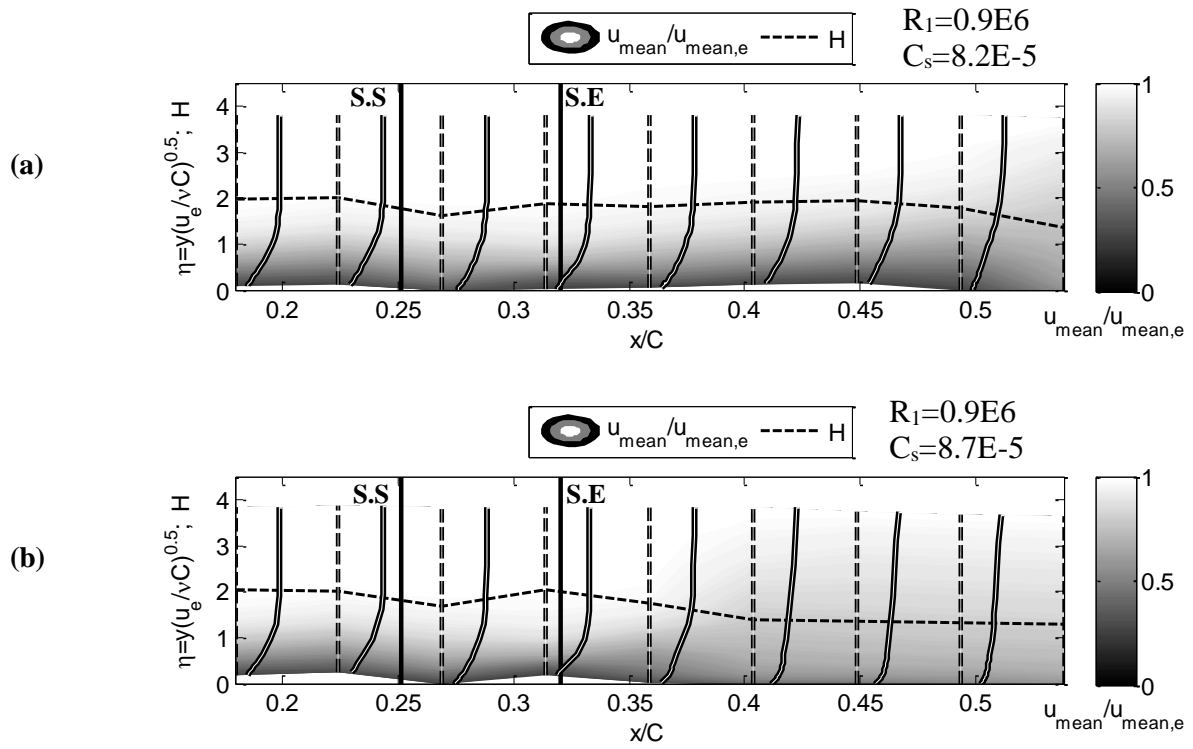 u_mean/u_mean,e H
R₁=0.9E6
Cₛ=8.2E-5
(a)
S.S
S.E
η=y(u_e/νC)^0.5; H
4
3
2
1
0
0.2 0.25 0.3 0.35 0.4 0.45 0.5
x/C
1
0.5
0
u_mean/u_mean,e
u_mean/u_mean,e H
R₁=0.9E6
Cₛ=8.7E-5
(b)
S.S
S.E
η=y(u_e/νC)^0.5; H
4
3
2
1
0
0.2 0.25 0.3 0.35 0.4 0.45 0.5
x/C
1
0.5
0
u_mean/u_mean,e